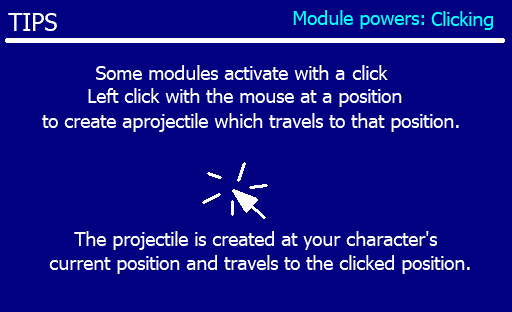 TIPS
Module powers: Clicking
Some modules activate with a click
Left click with the mouse at a position
to create aprojectile which travels to that position.
The projectile is created at your character's
current position and travels to the clicked position.